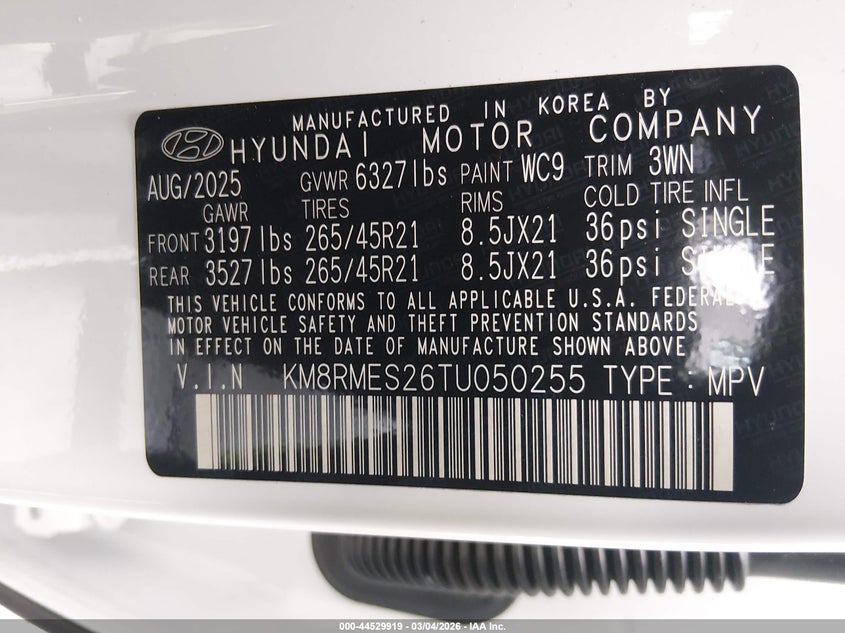 MANUFACTURED IN KOREA BY
HYUNDAI MOTOR COMPANY
AUG/2025 GVWR 6327lbs PAINT WC9 TRIM 3WN
GAWR TIRES RIMS COLD TIRE INFL
FRONT 3197lbs 265/45R21 8.5JX21 36psi SINGLE
REAR 3527lbs 265/45R21 8.5JX21 36psi SINGLE
THIS VEHICLE CONFORMS TO ALL APPLICABLE U.S.A. FEDERAL
MOTOR VEHICLE SAFETY AND THEFT PREVENTION STANDARDS
IN EFFECT ON THE DATE OF MANUFACTURE SHOWN ABOVE
V.I.N KM8RMES26TU050255 TYPE : MPV
000-44529919 - 03/04/2026 - IAA Inc.